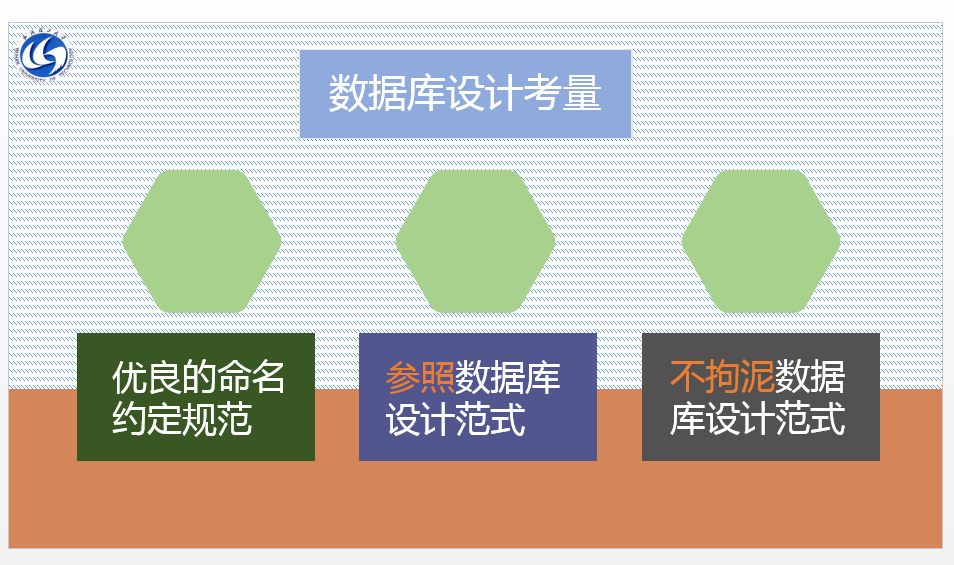 数据库设计考量
优良的命名
约定规范
参照数据库
设计范式
不拘泥数据
库设计范式